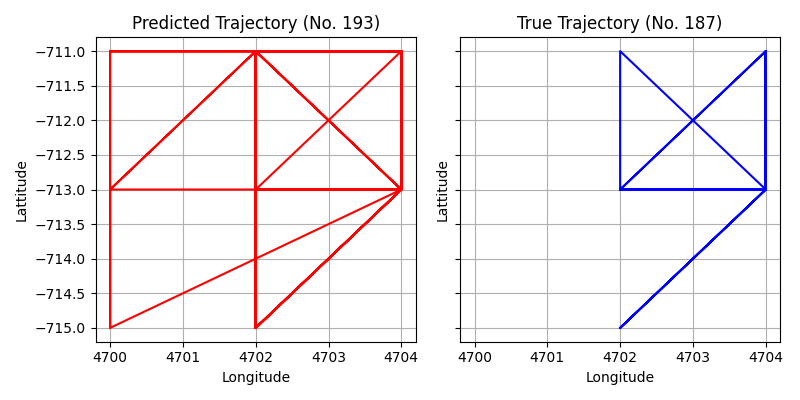 Predicted Trajectory (No. 193)
True Trajectory (No. 187)
−711.0
−711.5
−712.0
−712.5
−713.0
−713.5
−714.0
−714.5
−715.0
Lattitude
Lattitude
4700 4701 4702 4703 4704
4700 4701 4702 4703 4704
Longitude
Longitude